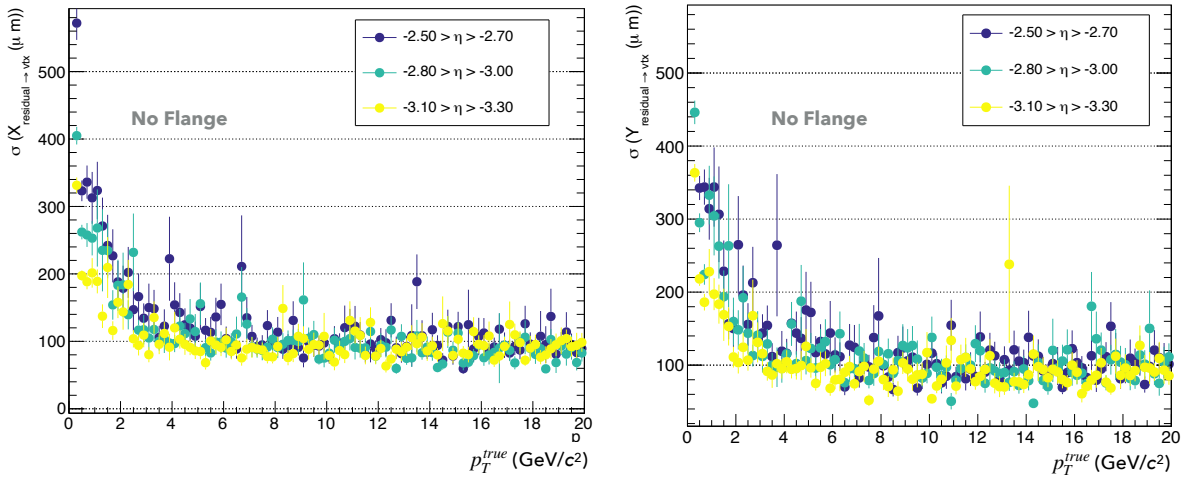 σ (X residual → vtx (μ m))
500
400
300
200
100
0
No Flange
-2.50 > η > -2.70
-2.80 > η > -3.00
-3.10 > η > -3.30
0 2 4 6 8 10 12 14 16 18 20
p
p_T^true (GeV/c²)
σ (Y residual → vtx (μ m))
500
400
300
200
100
No Flange
-2.50 > η > -2.70
-2.80 > η > -3.00
-3.10 > η > -3.30
0 2 4 6 8 10 12 14 16 18 20
p_T^true (GeV/c²)